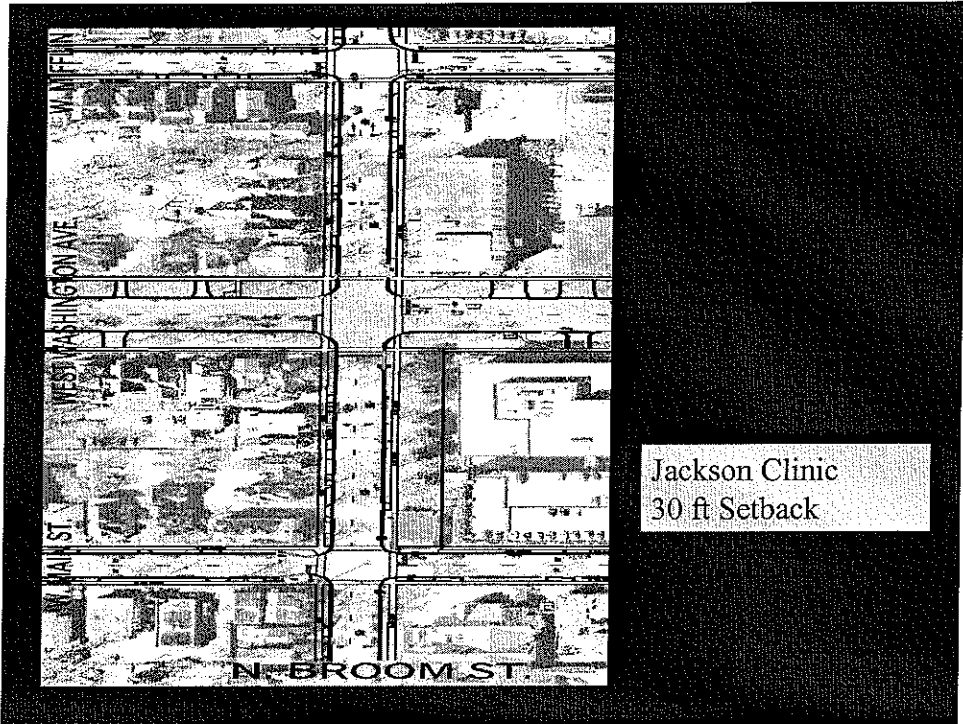 W. MIFFLIN
WEST WASHINGTON AVE.
W. MAIN ST.
N. BROOM ST.
Jackson Clinic
30 ft Setback